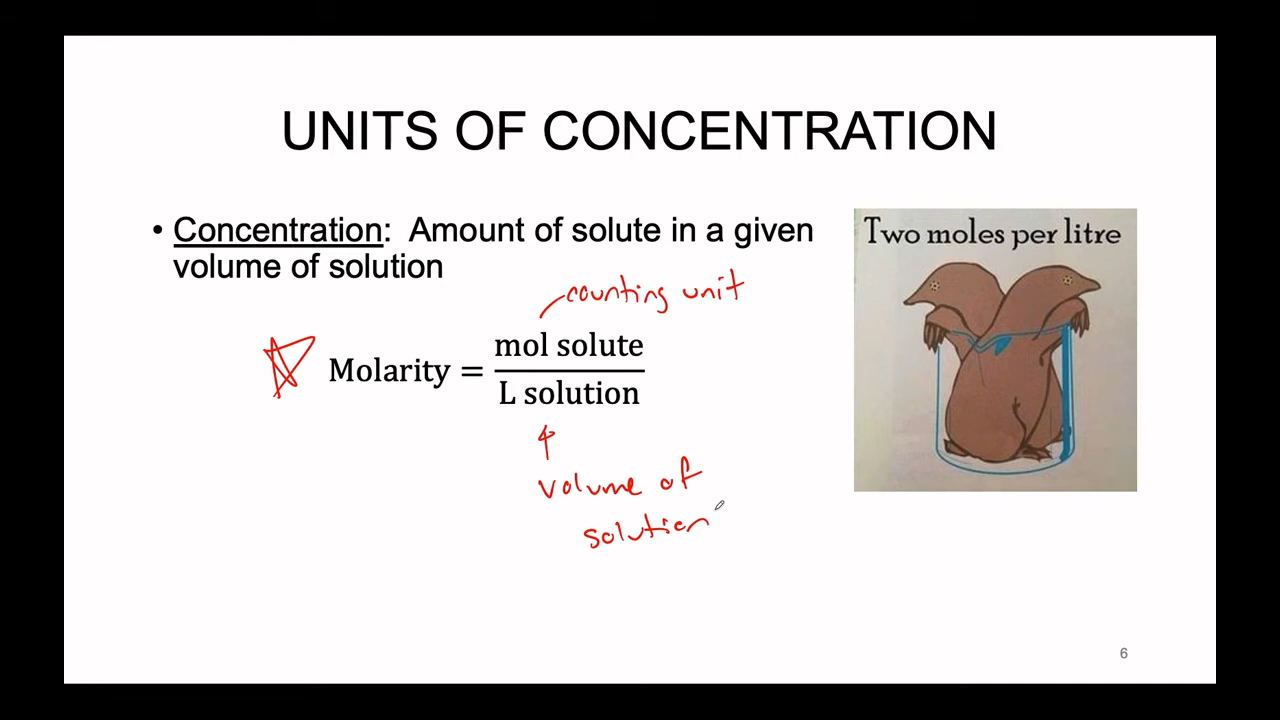 UNITS OF CONCENTRATION
• Concentration: Amount of solute in a given
volume of solution
counting unit
Molarity = mol solute
L solution
volume of
solution
Two moles per litre
6